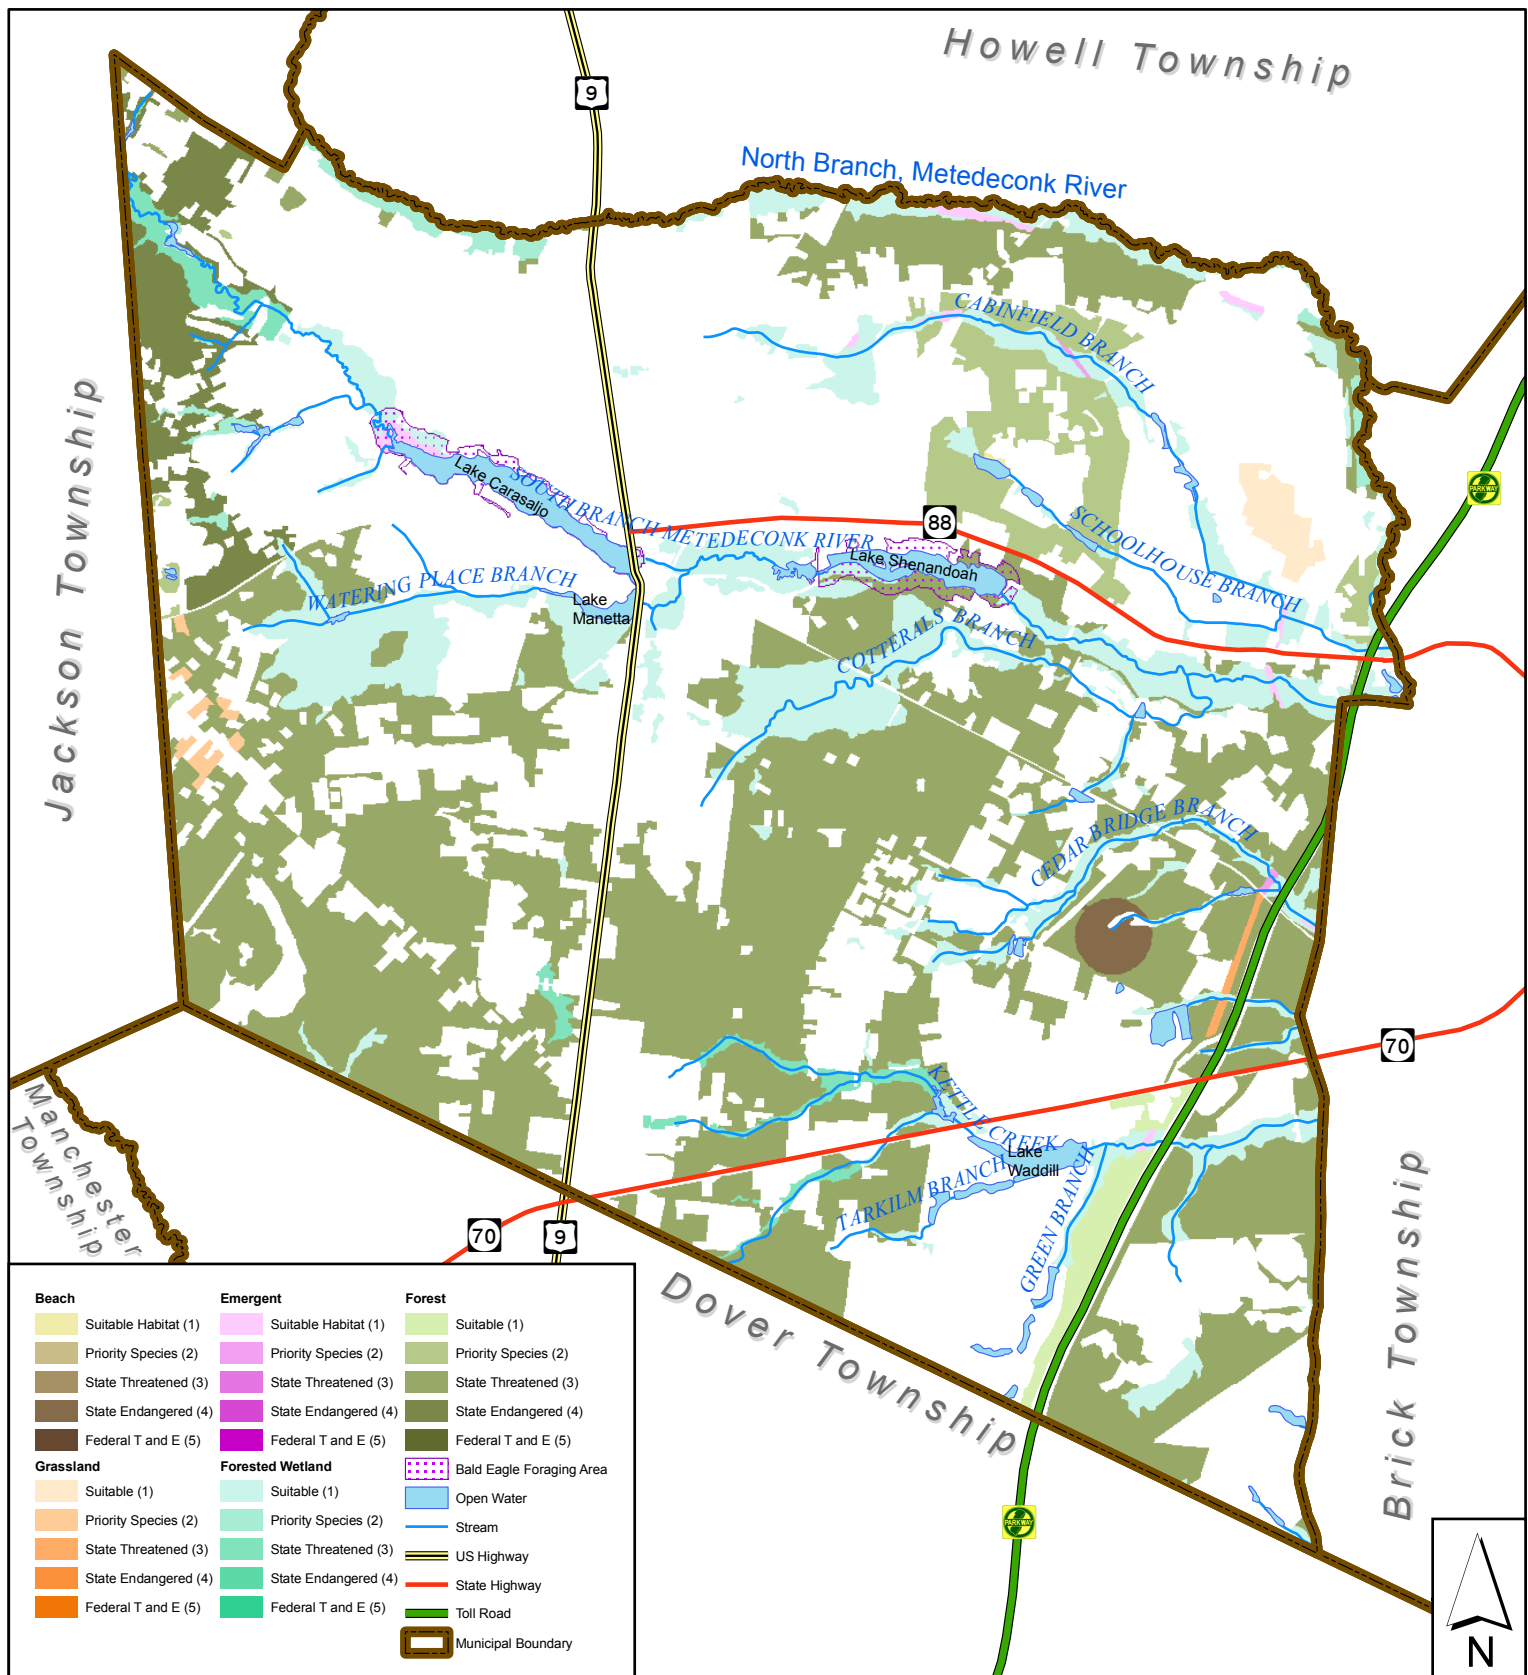 Howell Township
9
North Branch, Metedeconk River
CABINFIELD BRANCH
Jackson Township
PARKWAY
Lake Carasaljo
SOUTH BRANCH METEDECONK RIVER
88
SCHOOLHOUSE BRANCH
Lake Shenandoah
WATERING PLACE BRANCH
Lake
Manetta
COTTERALS BRANCH
CEDAR BRIDGE BRANCH
70
KETTLE CREEK
Manchester
Township
Lake
Waddill
TARKILM BRANCH
GREEN BRANCH
Brick Township
70
9
Dover Township
PARKWAY
Beach
Suitable Habitat (1)
Priority Species (2)
State Threatened (3)
State Endangered (4)
Federal T and E (5)
Grassland
Suitable (1)
Priority Species (2)
State Threatened (3)
State Endangered (4)
Federal T and E (5)
Emergent
Suitable Habitat (1)
Priority Species (2)
State Threatened (3)
State Endangered (4)
Federal T and E (5)
Forested Wetland
Suitable (1)
Priority Species (2)
State Threatened (3)
State Endangered (4)
Federal T and E (5)
Forest
Suitable (1)
Priority Species (2)
State Threatened (3)
State Endangered (4)
Federal T and E (5)
Bald Eagle Foraging Area
Open Water
Stream
US Highway
State Highway
Toll Road
Municipal Boundary
N